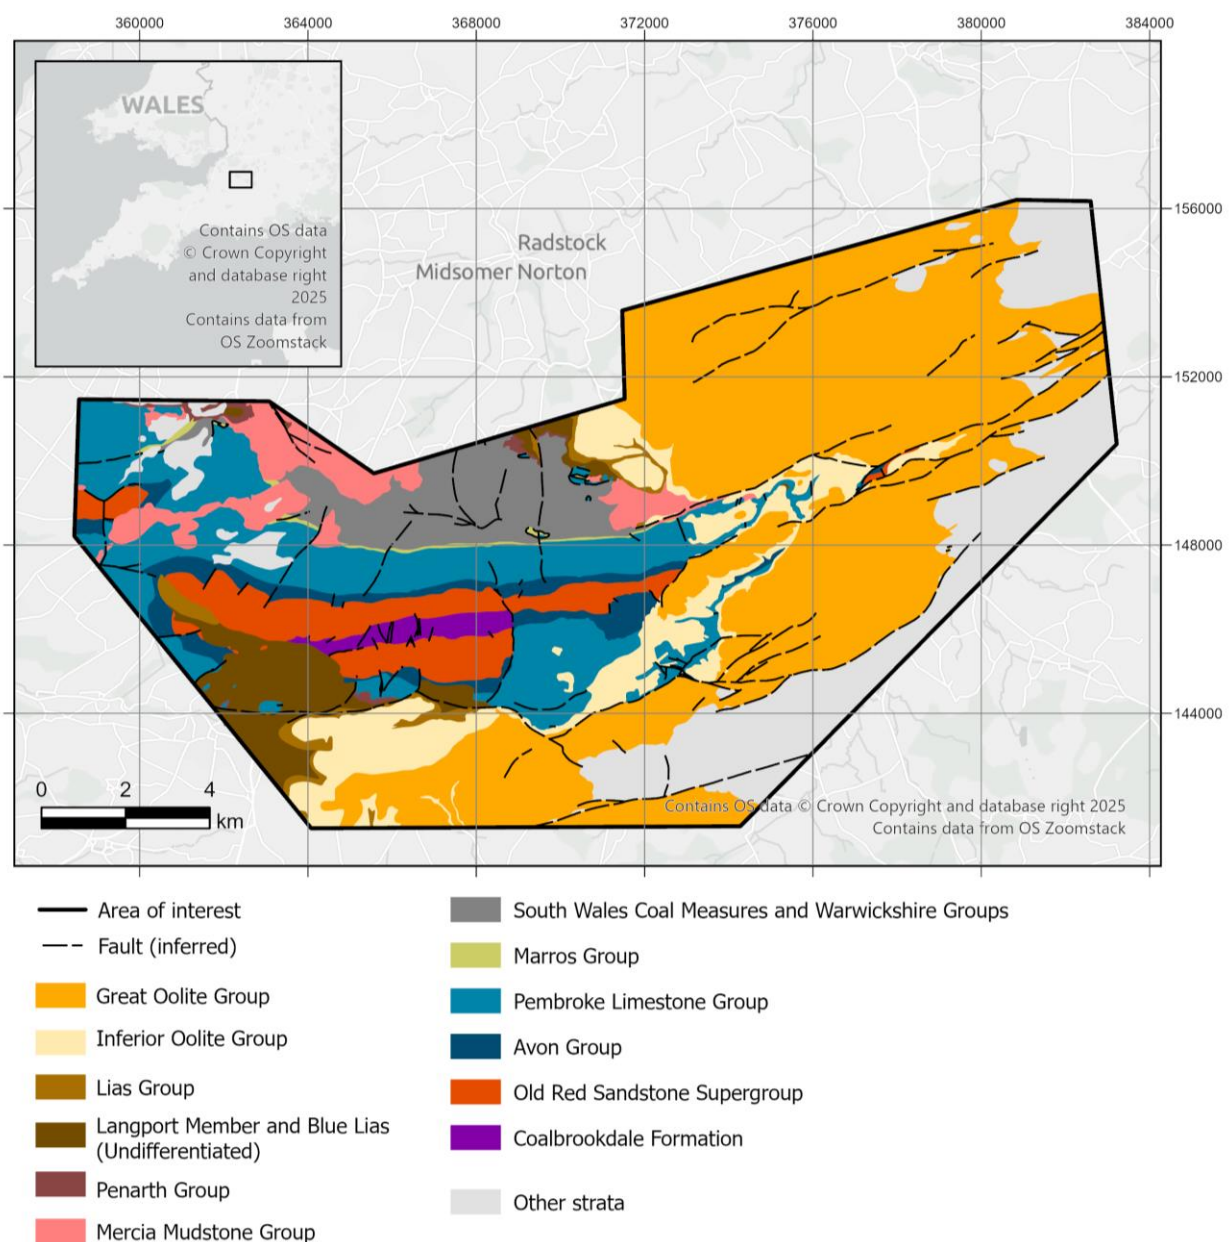 360000 364000 368000 372000 376000 380000 384000
WALES
Contains OS data
© Crown Copyright
and database right
2025
Contains data from
OS Zoomstack
156000
Radstock
Midsomer Norton
152000
148000
144000
0 2 4
km
Contains OS data © Crown Copyright and database right 2025
Contains data from OS Zoomstack
Area of interest
Fault (inferred)
Great Oolite Group
Inferior Oolite Group
Lias Group
Langport Member and Blue Lias
(Undifferentiated)
Penarth Group
Mercia Mudstone Group
South Wales Coal Measures and Warwickshire Groups
Marros Group
Pembroke Limestone Group
Avon Group
Old Red Sandstone Supergroup
Coalbrookdale Formation
Other strata